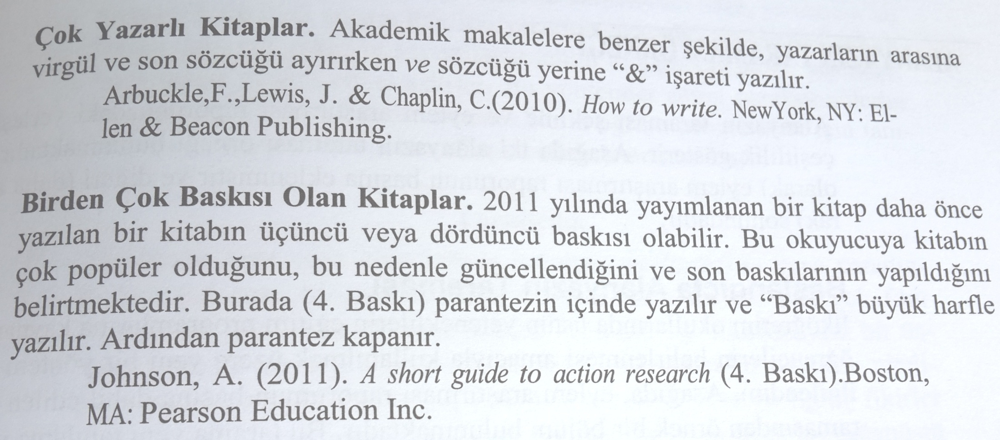 Çok Yazarlı Kitaplar. Akademik makalelere benzer şekilde, yazarların arasına
virgül ve son sözcüğü ayırırken ve sözcüğü yerine “&” işareti yazılır.
Arbuckle,F.,Lewis, J. & Chaplin, C.(2010). How to write. NewYork, NY: El-
len & Beacon Publishing.
Birden Çok Baskısı Olan Kitaplar. 2011 yılında yayımlanan bir kitap daha önce
yazılan bir kitabın üçüncü veya dördüncü baskısı olabilir. Bu okuyucuya kitabın
çok popüler olduğunu, bu nedenle güncellendiğini ve son baskılarının yapıldığını
belirtmektedir. Burada (4. Baskı) parantezin içinde yazılır ve “Baskı” büyük harfle
yazılır. Ardından parantez kapanır.
Johnson, A. (2011). A short guide to action research (4. Baskı).Boston,
MA: Pearson Education Inc.